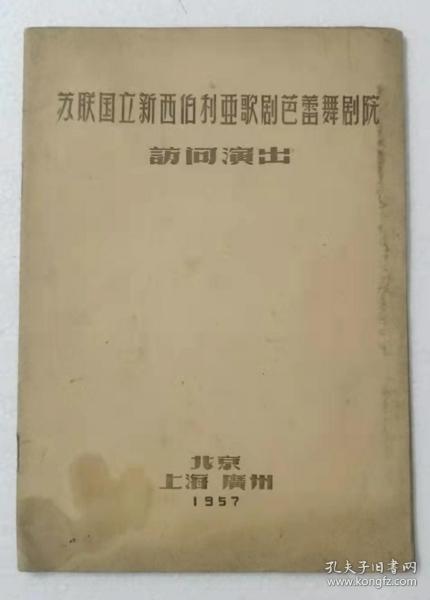 苏联国立新西伯利亚歌剧芭蕾舞剧院
訪问演出
北京
上海 廣州
1957
孔夫子旧书网
www.kongfz.com